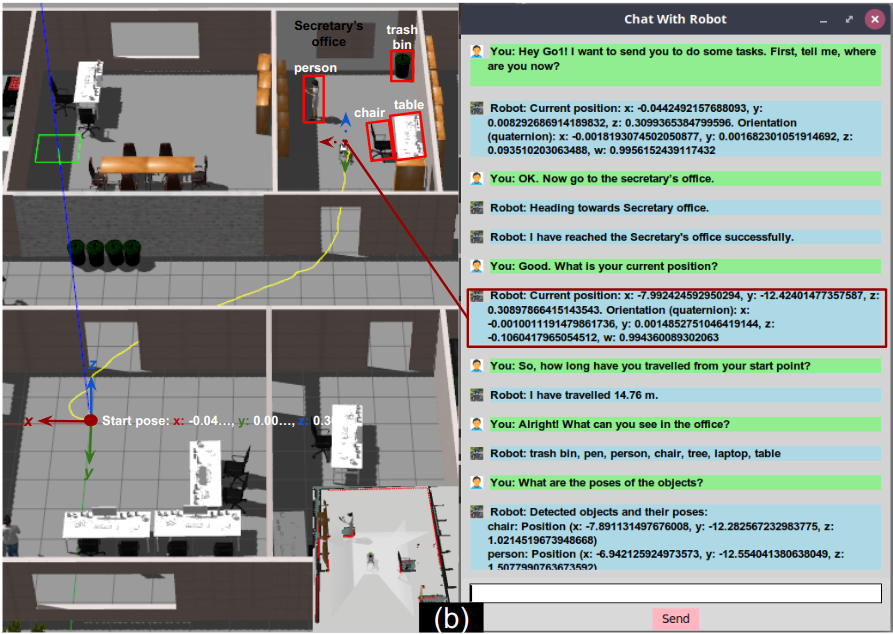 Secretary's
office
trash
bin
person
chair
table
z
x
y
Start pose: x: -0.04..., y: 0.00..., z: 0.3
(b)
Chat With Robot
You: Hey Go1! I want to send you to do some tasks. First, tell me, where
are you now?
Robot: Current position: x: -0.0442492157688093, y:
0.008292686914189832, z: 0.3099365384799596. Orientation
(quaternion): x: -0.0018193074502050877, y: 0.001682301051914692, z:
0.093510203063488, w: 0.9956152439117432
You: OK. Now go to the secretary's office.
Robot: Heading towards Secretary office.
Robot: I have reached the Secretary's office successfully.
You: Good. What is your current position?
Robot: Current position: x: -7.992424592950294, y: -12.42401477357587, z:
0.30897866415143543. Orientation (quaternion): x:
-0.0010011191479861736, y: 0.0014852751046419144, z:
-0.1060417965054512, w: 0.994360089302063
You: So, how long have you travelled from your start point?
Robot: I have travelled 14.76 m.
You: Alright! What can you see in the office?
Robot: trash bin, pen, person, chair, tree, laptop, table
You: What are the poses of the objects?
Robot: Detected objects and their poses:
chair: Position (x: -7.891131497676008, y: -12.282567232983775, z:
1.0214519673948668)
person: Position (x: -6.942125924973573, y: -12.554041380638049, z:
1.5077990763673592)
Send